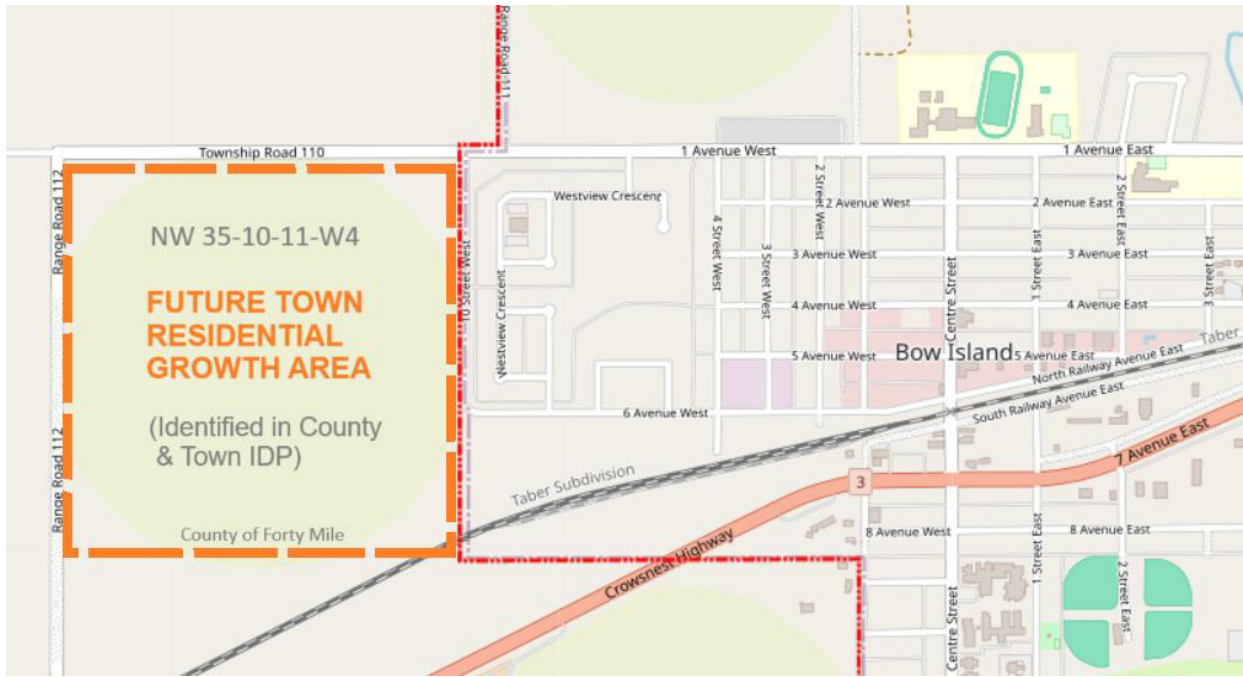 Range Road 111
Township Road 110
1 Avenue West
1 Avenue East
Range Road 112
NW 35-10-11-W4
FUTURE TOWN
RESIDENTIAL
GROWTH AREA
(Identified in County
& Town IDP)
County of Forty Mile
Range Road 112
10 Street West
Westview Crescent
Westview Crescent
2 Street West
2 Avenue West
2 Avenue East
2 Street East
4 Street West
3 Street West
3 Avenue West
3 Avenue East
1 Street East
3 Street East
Centre Street
4 Avenue West
4 Avenue East
5 Avenue West
Bow Island
5 Avenue East
North Railway Avenue East
Taber
South Railway Avenue East
6 Avenue West
Taber Subdivision
3
7 Avenue East
Crowsnest Highway
8 Avenue West
8 Avenue East
1 Street East
2 Street East
Centre Street